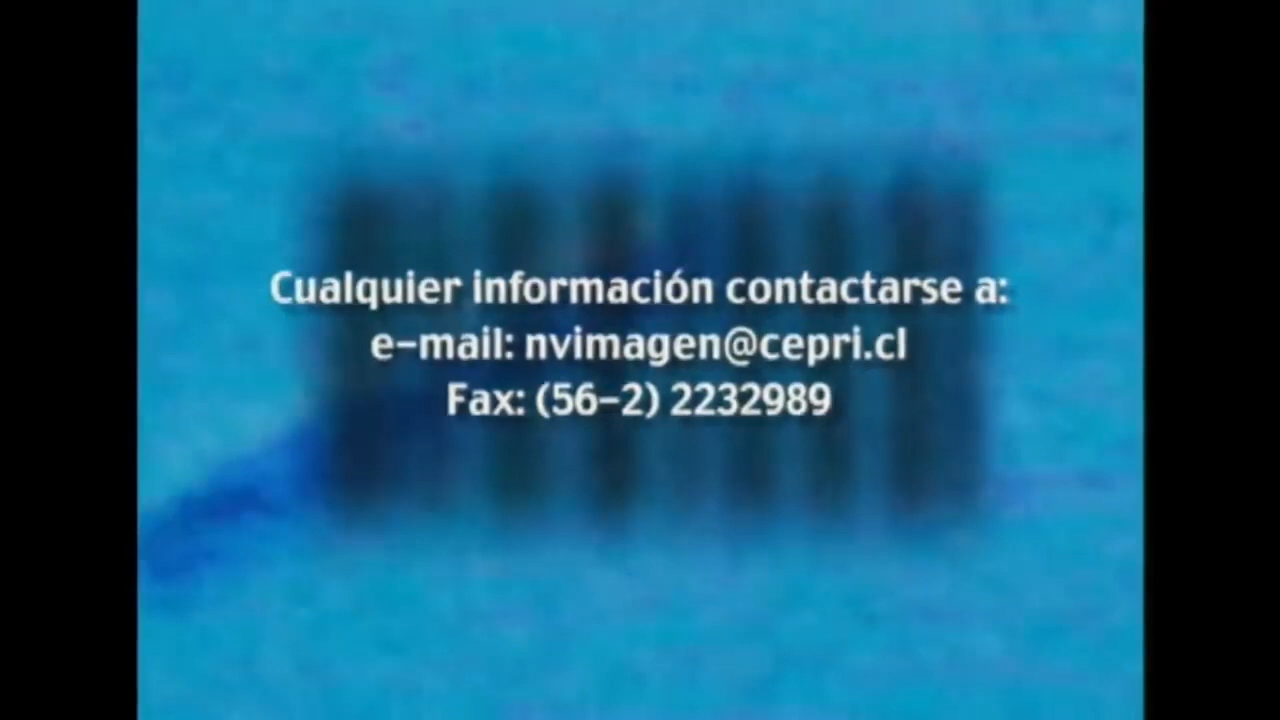 Cualquier información contactarse a:
e-mail: nvimagen@cepri.cl
Fax: (56-2) 2232989